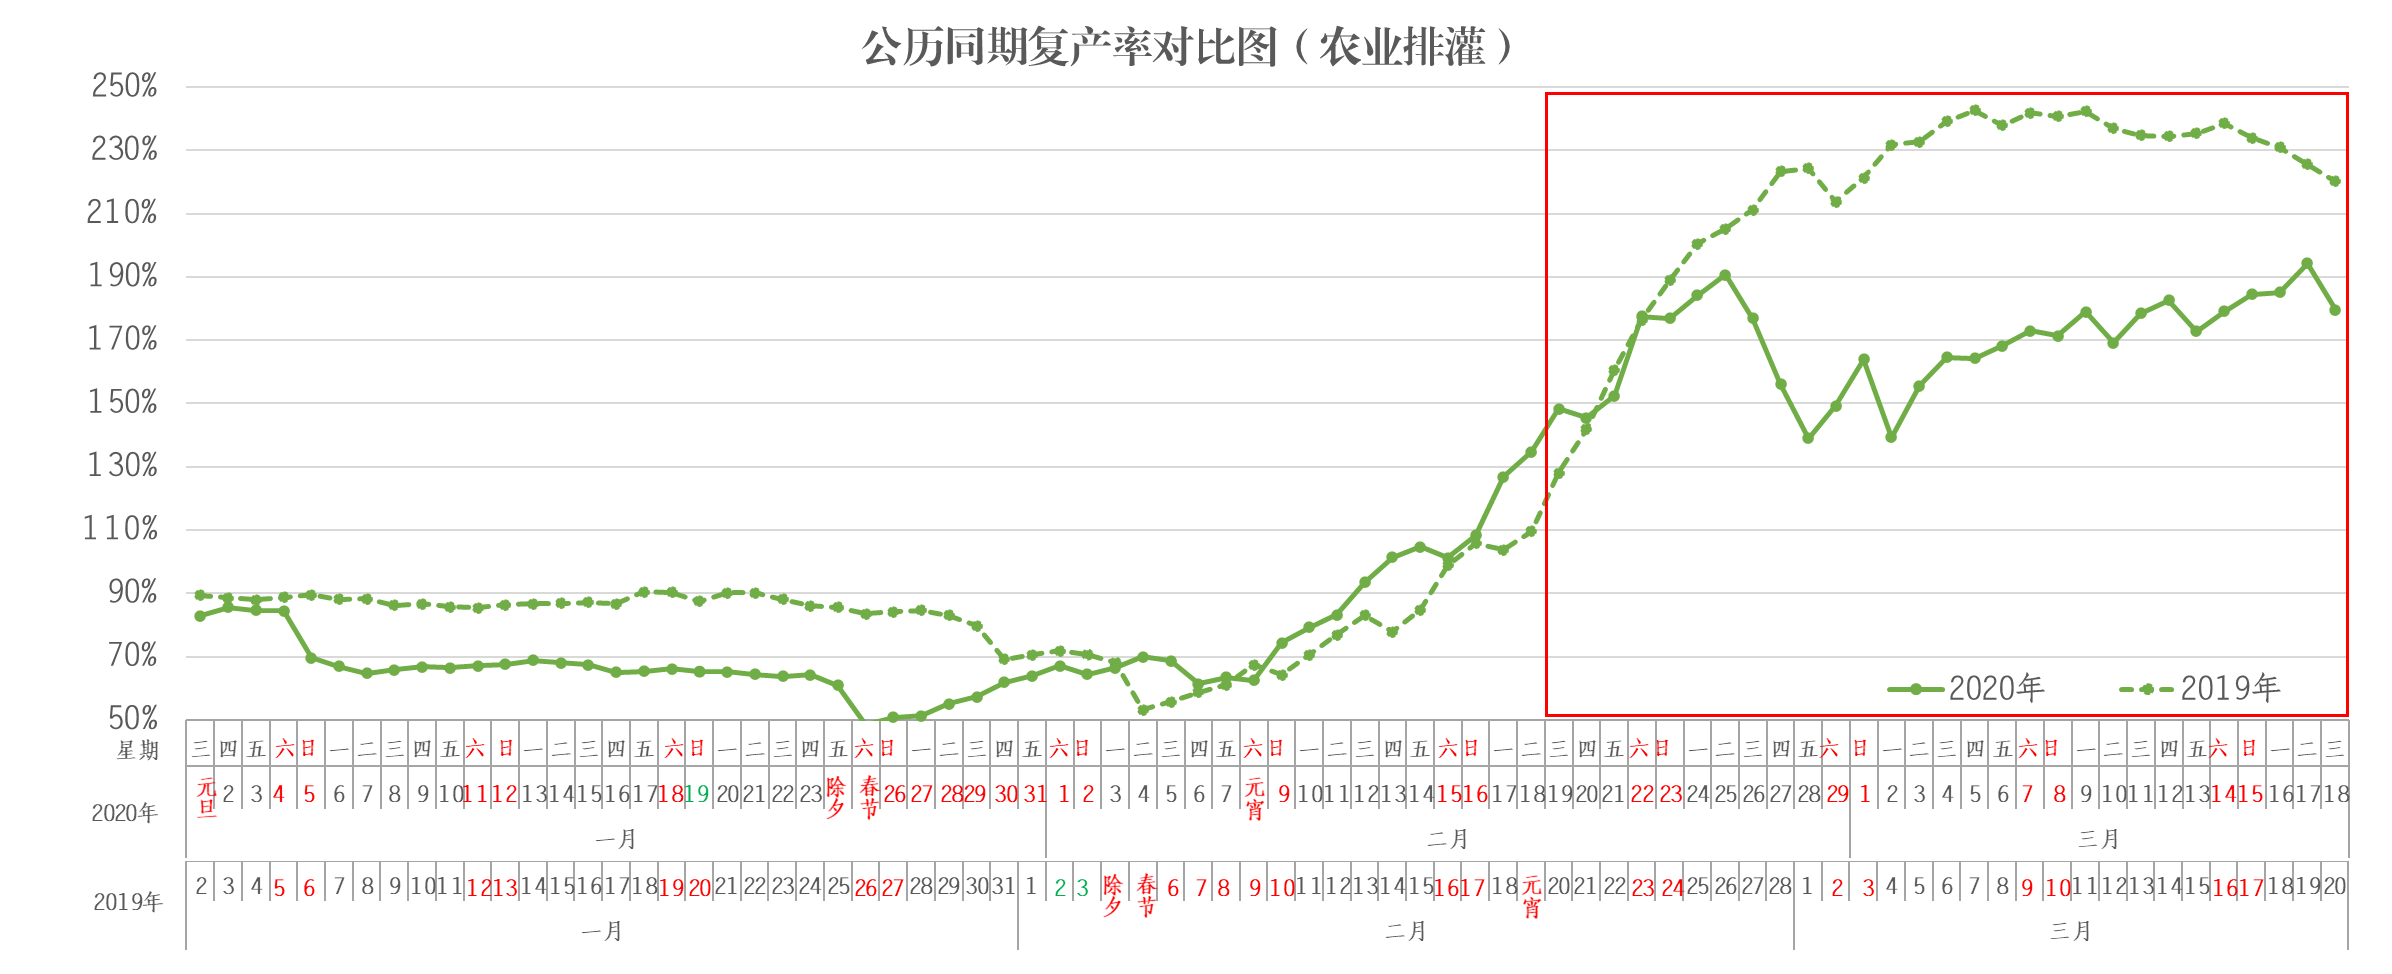 公历同期复产率对比图（农业排灌）
250%
230%
210%
190%
170%
150%
130%
110%
90%
70%
50%
2020年 2019年
星期 三 四 五 六 日 一 二 三 四 五 六 日 一 二 三 四 五 六 日 一 二 三 四 五 六 日 一 二 三 四 五 六 日 一 二 三 四 五 六 日 一 二 三 四 五 六 日 一 二 三 四 五 六 日 一 二 三 四 五 六 日 一 二 三 四 五 六 日 一 二 三 四 五 六 日 一 二 三
2020年 元旦 2 3 4 5 6 7 8 9 10 11 12 13 14 15 16 17 18 19 20 21 22 23 除夕 春节 26 27 28 29 30 31 1 2 3 4 5 6 7 元宵 9 10 11 12 13 14 15 16 17 18 19 20 21 22 23 24 25 26 27 28 29 1 2 3 4 5 6 7 8 9 10 11 12 13 14 15 16 17 18
一月 二月 三月
2019年 2 3 4 5 6 7 8 9 10 11 12 13 14 15 16 17 18 19 20 21 22 23 24 25 26 27 28 29 30 31 1 2 3 除夕 春节 6 7 8 9 10 11 12 13 14 15 16 17 18 元宵 20 21 22 23 24 25 26 27 28 1 2 3 4 5 6 7 8 9 10 11 12 13 14 15 16 17 18 19 20
一月 二月 三月